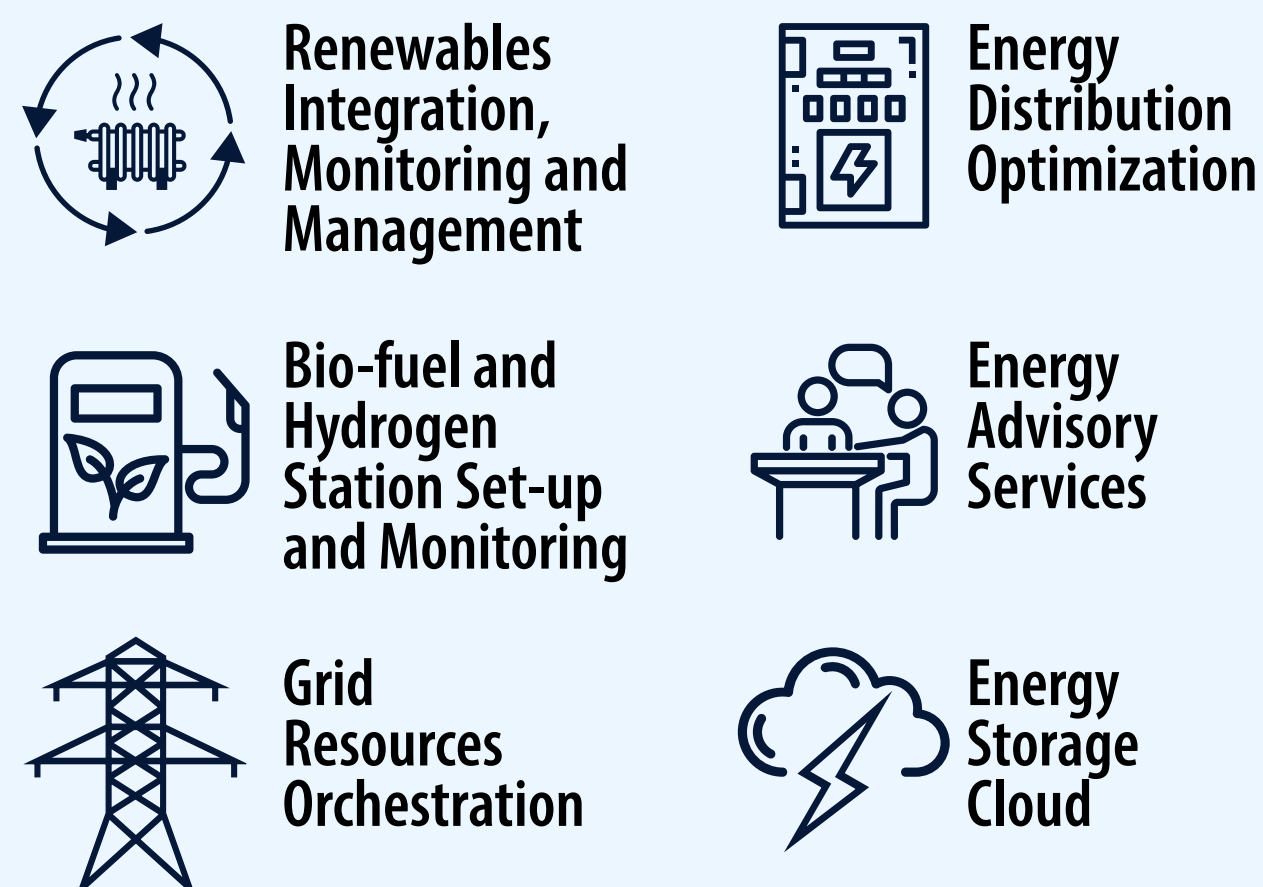 Renewables
Integration,
Monitoring and
Management
Energy
Distribution
Optimization
Bio-fuel and
Hydrogen
Station Set-up
and Monitoring
Energy
Advisory
Services
Grid
Resources
Orchestration
Energy
Storage
Cloud